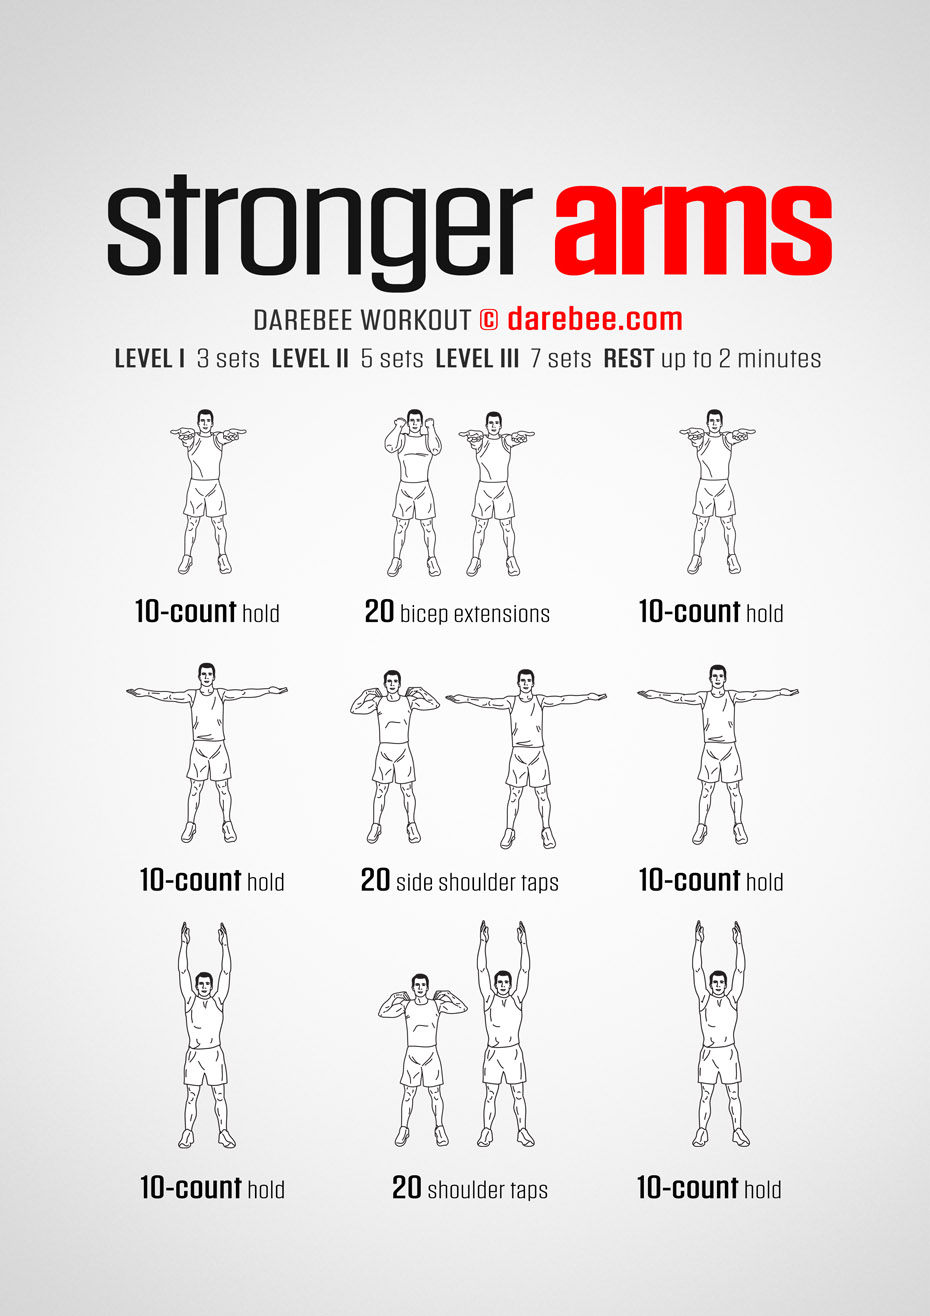 stronger arms
DAREBEE WORKOUT © darebee.com
LEVEL I 3 sets LEVEL II 5 sets LEVEL III 7 sets REST up to 2 minutes
10-count hold
20 bicep extensions
10-count hold
10-count hold
20 side shoulder taps
10-count hold
10-count hold
20 shoulder taps
10-count hold